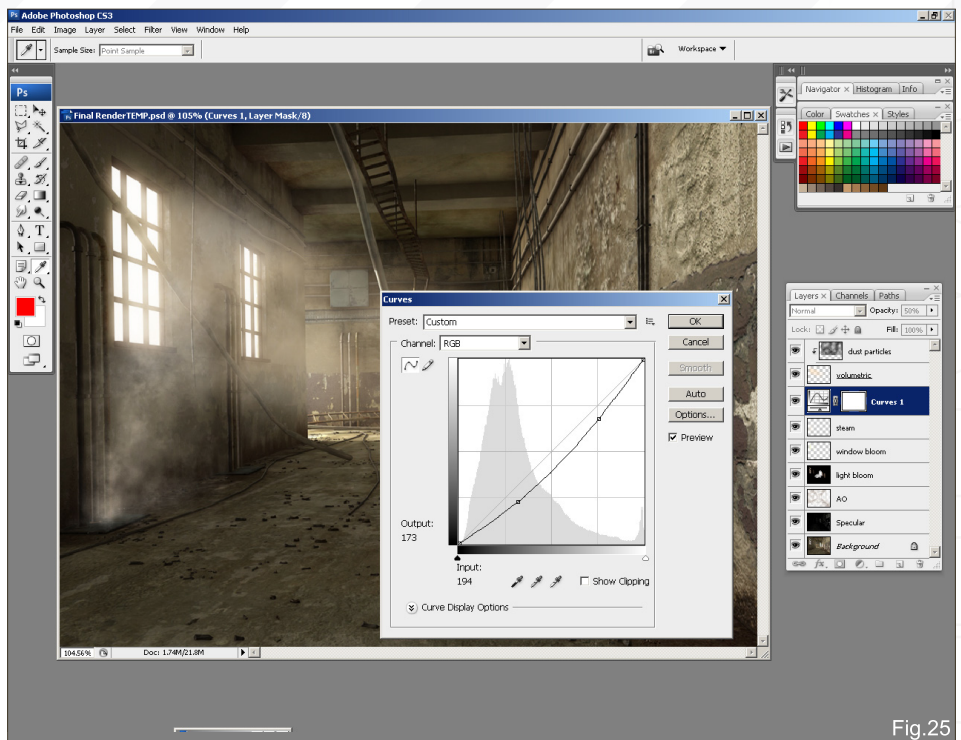 Ps Adobe Photoshop CS3
File Edit Image Layer Select Filter View Window Help
Sample Size: Point Sample
Workspace
Ps
Navigator Histogram Info
Color Swatches Styles
Final RenderTEMP.psd @ 105% (Curves 1, Layer Mask/8)
Curves
Preset: Custom
OK
Channel: RGB
Cancel
Smooth
Auto
Options...
Preview
Output:
173
Input:
194
Show Clipping
Curve Display Options
Layers Channels Paths
Normal Opacity: 50%
Lock: Fill: 100%
dust particles
volumetric
Curves 1
steam
window bloom
light bloom
AO
Specular
Background
104.56% Doc: 1.74M/21.8M
Fig.25